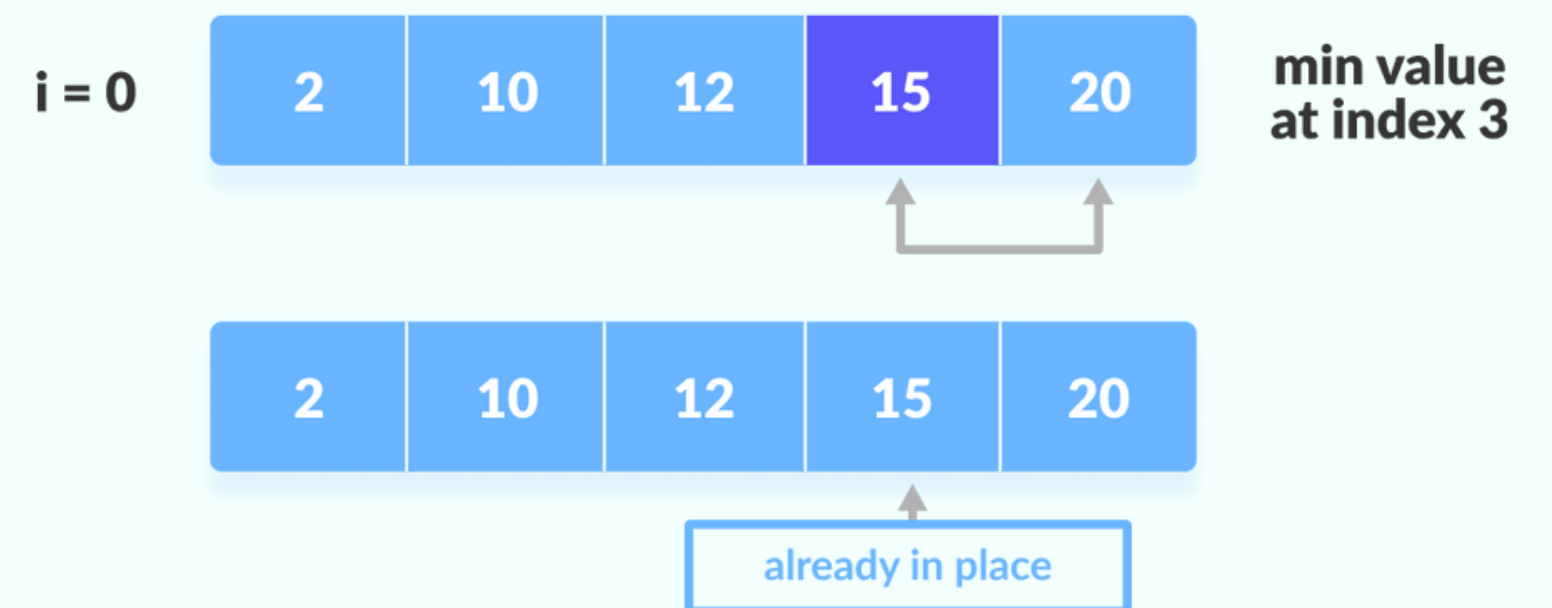 i = 0
2 10 12 15 20
min value
at index 3
2 10 12 15 20
already in place